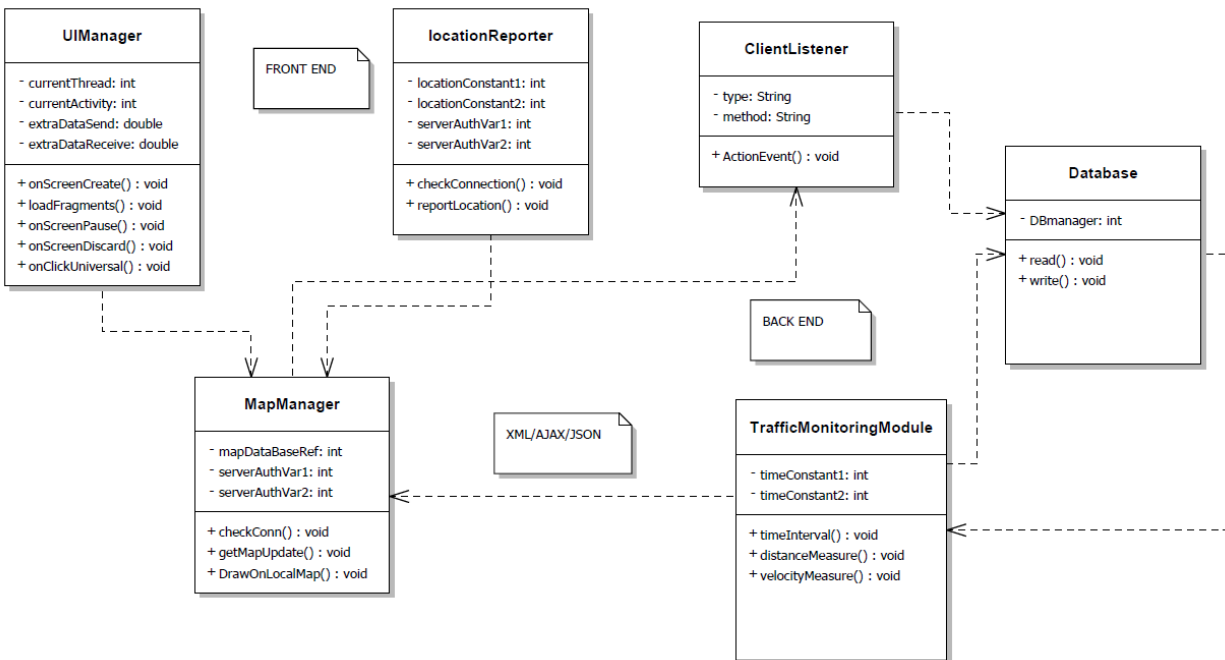 UIManager
- currentThread: int
- currentActivity: int
- extraDataSend: double
- extraDataReceive: double
+ onScreenCreate() : void
+ loadFragments() : void
+ onScreenPause() : void
+ onScreenDiscard() : void
+ onClickUniversal() : void
FRONT END
locationReporter
- locationConstant1: int
- locationConstant2: int
- serverAuthVar1: int
- serverAuthVar2: int
+ checkConnection() : void
+ reportLocation() : void
ClientListener
- type: String
- method: String
+ ActionEvent() : void
Database
- DBmanager: int
+ read() : void
+ write() : void
BACK END
MapManager
- mapDataBaseRef: int
- serverAuthVar1: int
- serverAuthVar2: int
+ checkConn() : void
+ getMapUpdate() : void
+ DrawOnLocalMap() : void
XML/AJAX/JSON
TrafficMonitoringModule
- timeConstant1: int
- timeConstant2: int
+ timeInterval() : void
+ distanceMeasure() : void
+ velocityMeasure() : void